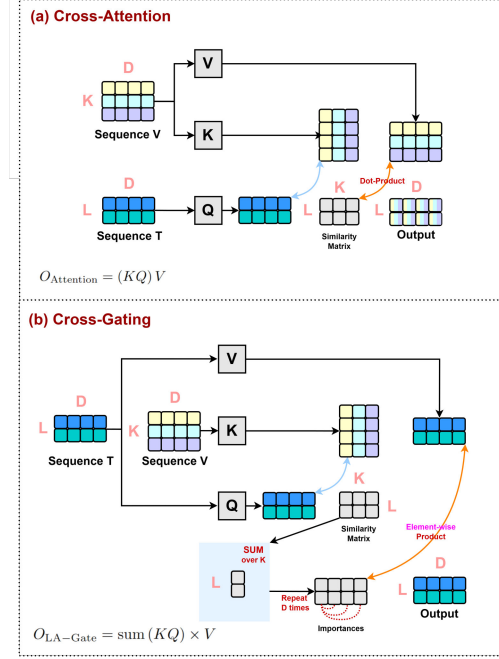 (a) Cross-Attention
D
V
K
Sequence V
K
D
L
Q
Sequence T
Dot-Product
K
L
Similarity
Matrix
D
L
Output
O_Attention = (KQ) V
(b) Cross-Gating
V
D
L
Sequence T
D
K
Sequence V
K
Q
K
L
Similarity
Matrix
Element-wise
Product
SUM
over K
L
Repeat
D times
Importances
D
L
Output
O_LA−Gate = sum (KQ) × V